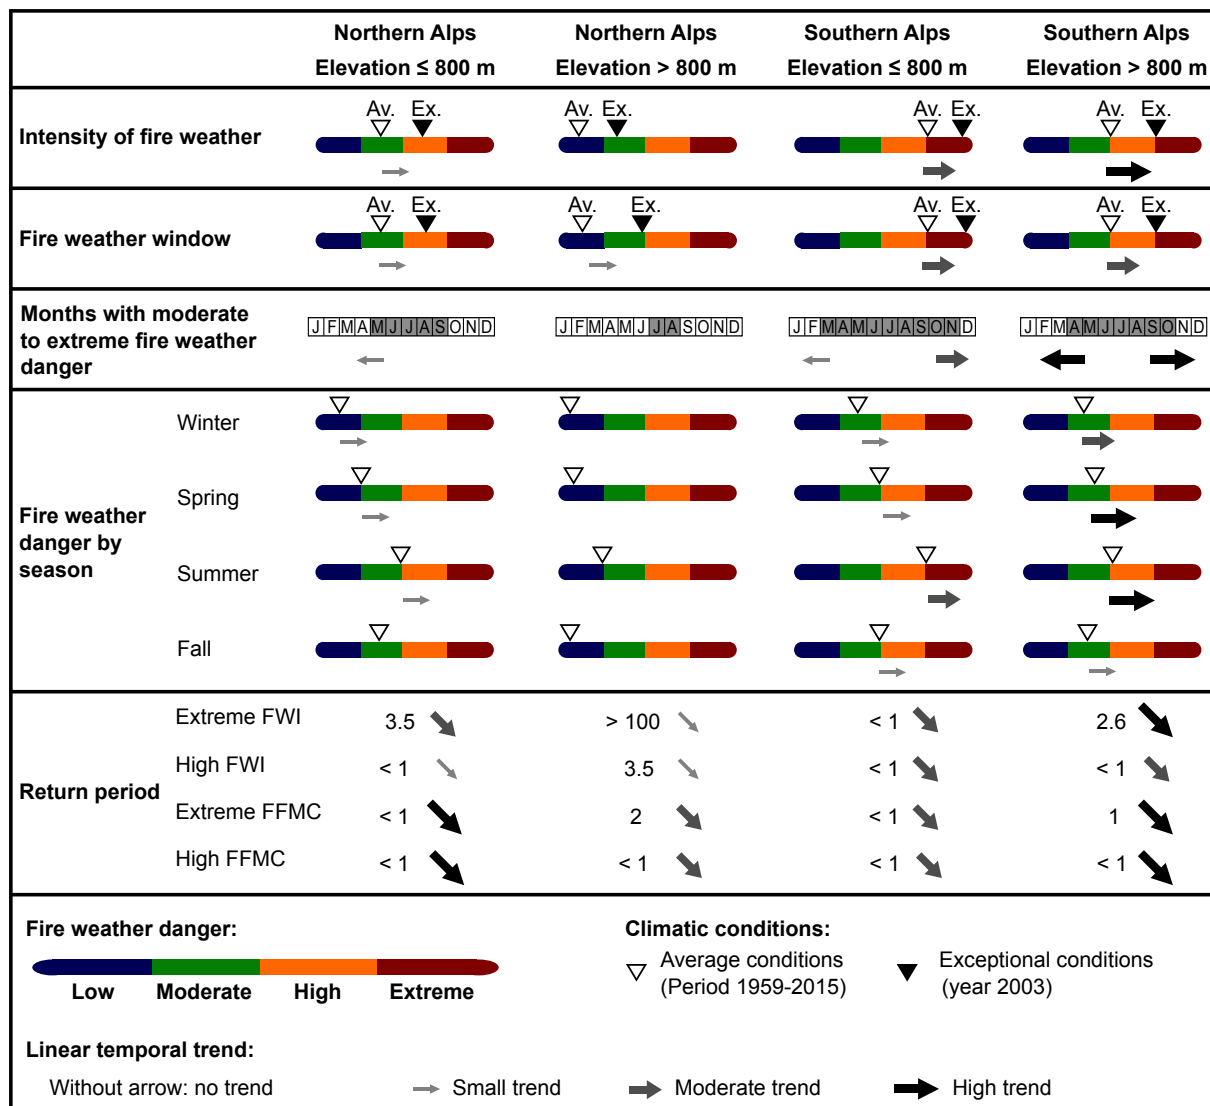 Northern Alps Northern Alps Southern Alps Southern Alps
Elevation ≤ 800 m Elevation > 800 m Elevation ≤ 800 m Elevation > 800 m
Av. Ex. Av. Ex. Av. Ex. Av. Ex.
Intensity of fire weather
Av. Ex. Av. Ex. Av. Ex. Av. Ex.
Fire weather window
Months with moderate
to extreme fire weather
danger
J F M A M J J A S O N D J F M A M J J A S O N D J F M A M J J A S O N D J F M A M J J A S O N D
Fire weather
danger by
season
Winter
Spring
Summer
Fall
Return period
Extreme FWI 3.5 > 100 < 1 2.6
High FWI < 1 3.5 < 1 < 1
Extreme FFMC < 1 2 < 1 1
High FFMC < 1 < 1 < 1 < 1
Fire weather danger:
Low Moderate High Extreme
Climatic conditions:
Average conditions
(Period 1959-2015)
Exceptional conditions
(year 2003)
Linear temporal trend:
Without arrow: no trend Small trend Moderate trend High trend